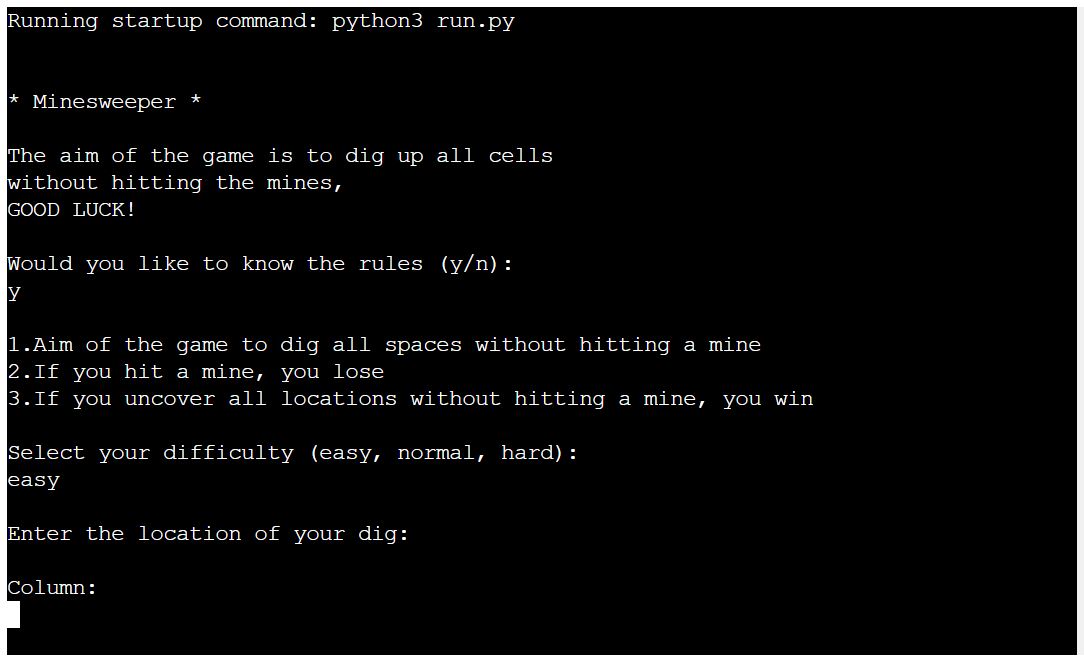 Running startup command: python3 run.py
* Minesweeper *
The aim of the game is to dig up all cells
without hitting the mines,
GOOD LUCK!
Would you like to know the rules (y/n):
y
1.Aim of the game to dig all spaces without hitting a mine
2.If you hit a mine, you lose
3.If you uncover all locations without hitting a mine, you win
Select your difficulty (easy, normal, hard):
easy
Enter the location of your dig:
Column: